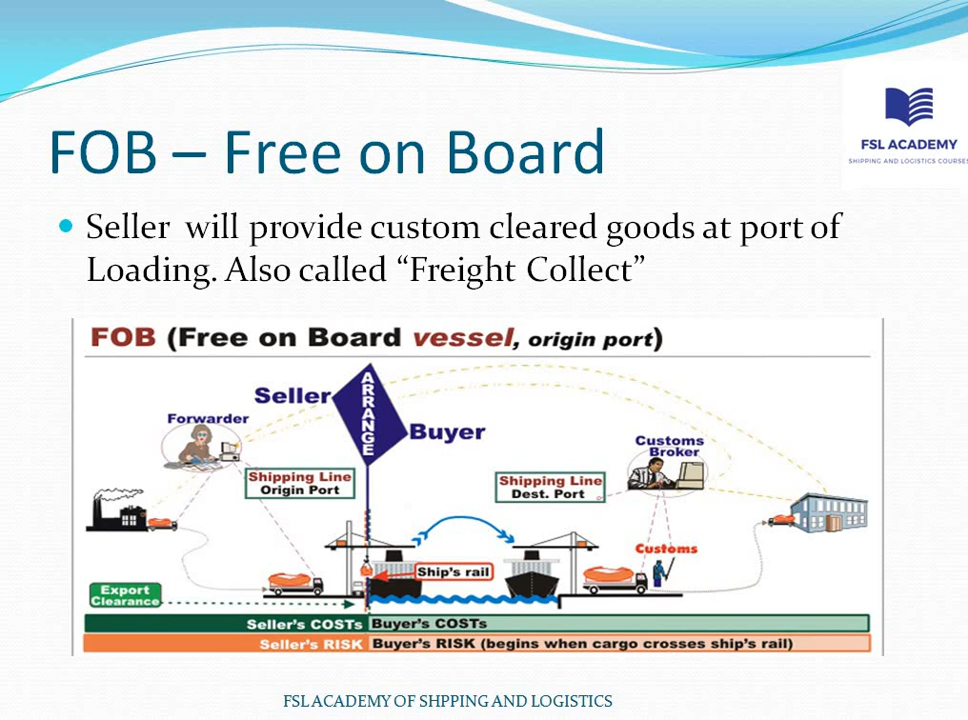 FSL ACADEMY
SHIPPING AND LOGISTICS COURSES
FOB – Free on Board
Seller will provide custom cleared goods at port of
Loading. Also called “Freight Collect”
FOB (Free on Board vessel, origin port)
ARRANGE
Seller
Buyer
Forwarder
Customs
Broker
Shipping Line
Origin Port
Shipping Line
Dest. Port
Customs
Ship's rail
Export
Clearance
Seller's COSTs Buyer's COSTs
Seller's RISK Buyer's RISK (begins when cargo crosses ship's rail)
FSL ACADEMY OF SHPPING AND LOGISTICS